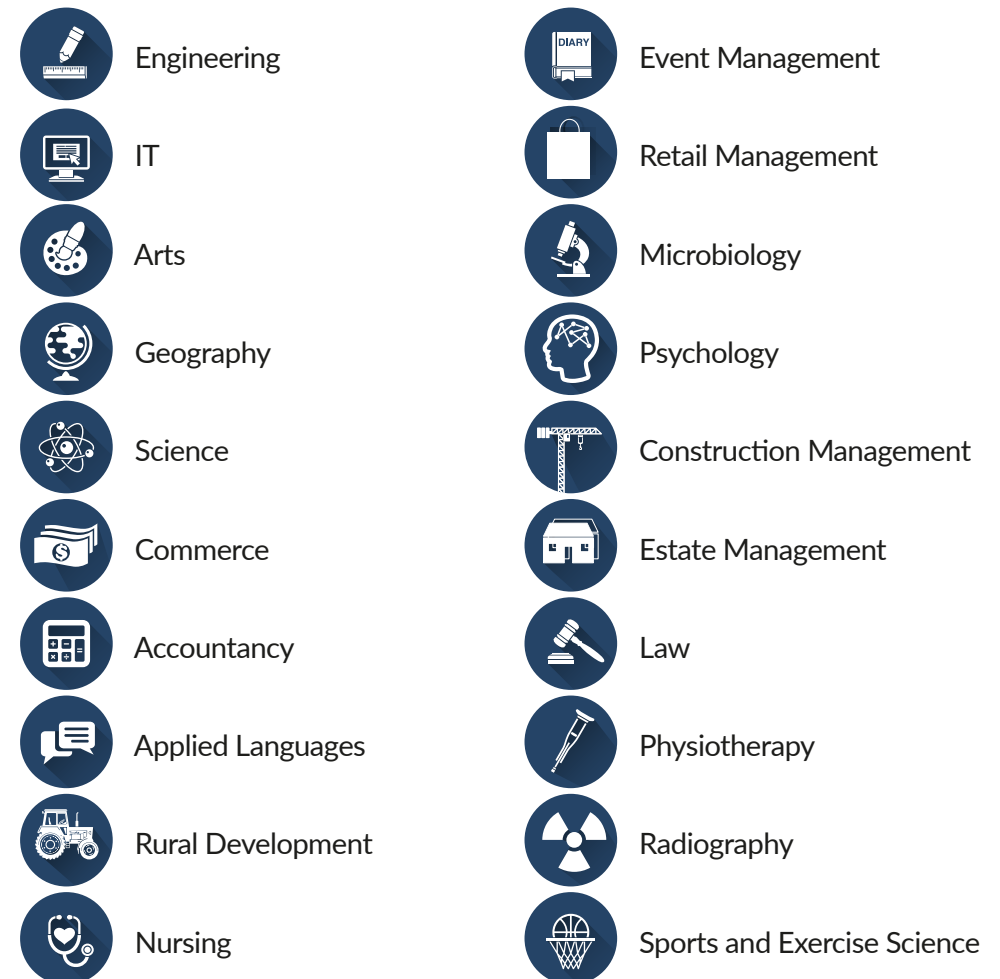 Engineering
IT
Arts
Geography
Science
Commerce
Accountancy
Applied Languages
Rural Development
Nursing
DIARY
Event Management
Retail Management
Microbiology
Psychology
Construction Management
Estate Management
Law
Physiotherapy
Radiography
Sports and Exercise Science